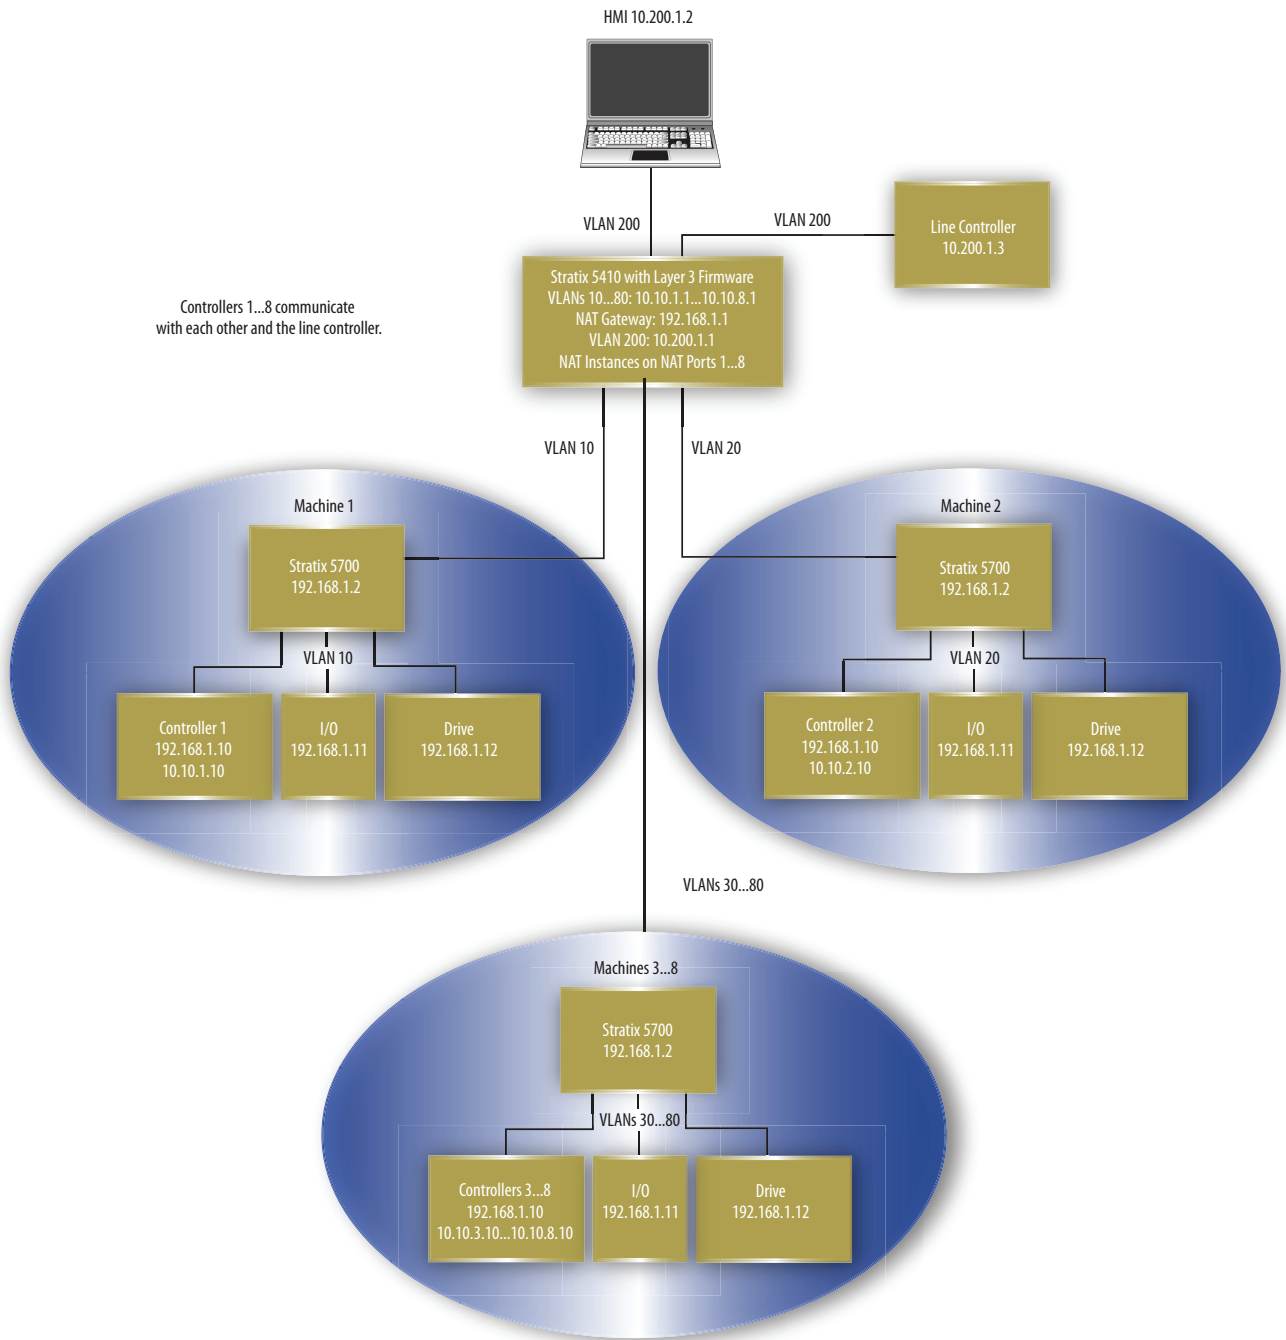 HMI 10.200.1.2
VLAN 200
VLAN 200
Line Controller
10.200.1.3
Stratix 5410 with Layer 3 Firmware
VLANs 10...80: 10.10.1.1...10.10.8.1
NAT Gateway: 192.168.1.1
VLAN 200: 10.200.1.1
NAT Instances on NAT Ports 1...8
Controllers 1...8 communicate
with each other and the line controller.
VLAN 10
VLAN 20
Machine 1
Stratix 5700
192.168.1.2
VLAN 10
Controller 1
192.168.1.10
10.10.1.10
I/O
192.168.1.11
Drive
192.168.1.12
Machine 2
Stratix 5700
192.168.1.2
VLAN 20
Controller 2
192.168.1.10
10.10.2.10
I/O
192.168.1.11
Drive
192.168.1.12
VLANs 30...80
Machines 3...8
Stratix 5700
192.168.1.2
VLANs 30...80
Controllers 3...8
192.168.1.10
10.10.3.10...10.10.8.10
I/O
192.168.1.11
Drive
192.168.1.12